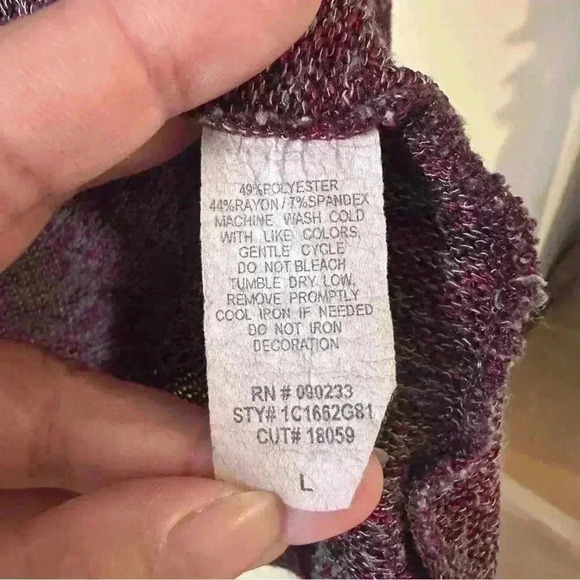 49%POLYESTER
44%RAYON/7%SPANDEX
MACHINE WASH COLD
WITH LIKE COLORS,
GENTLE CYCLE
DO NOT BLEACH
TUMBLE DRY LOW,
REMOVE PROMPTLY
COOL IRON IF NEEDED
DO NOT IRON
DECORATION
RN # 090233
STY# 1C1662G81
CUT# 18059
L